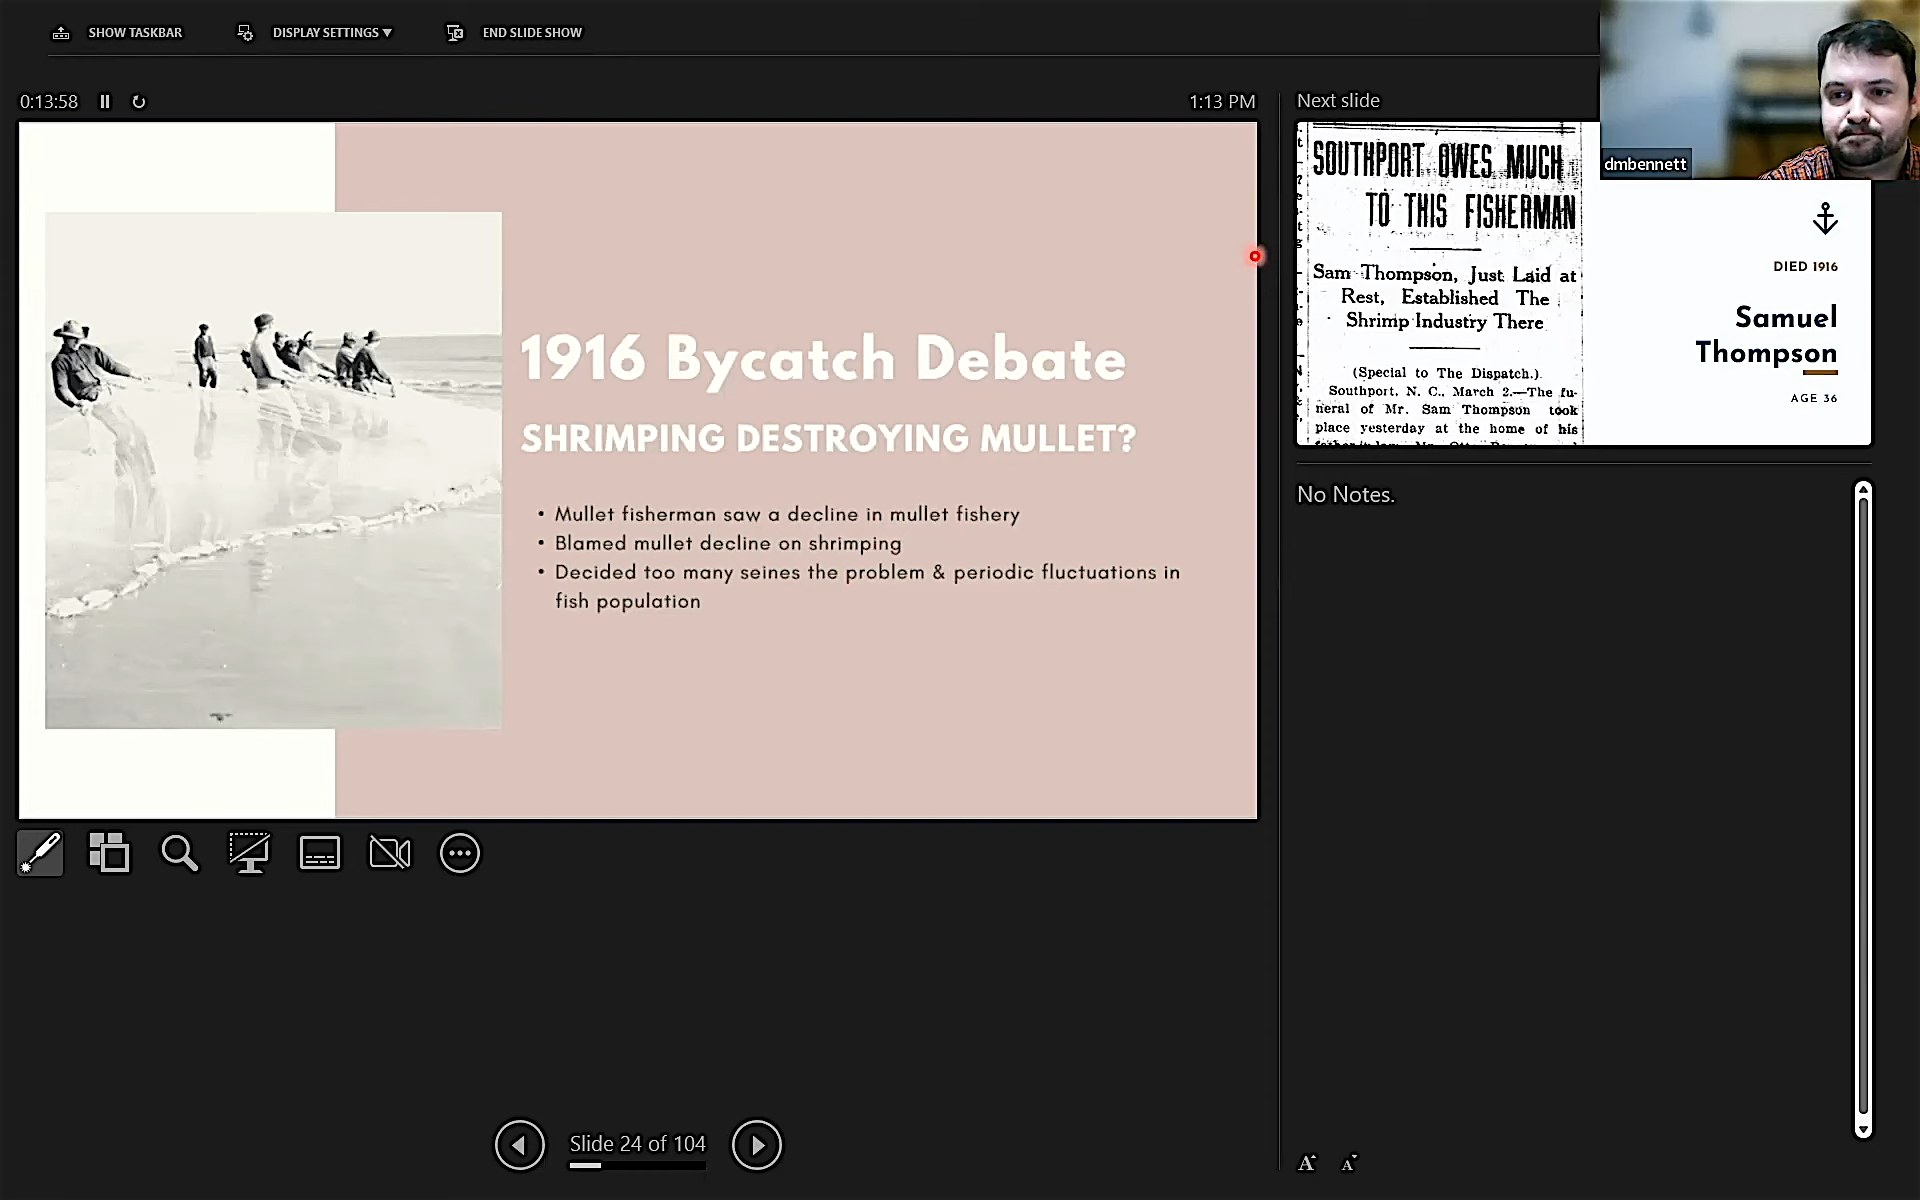 SHOW TASKBAR
DISPLAY SETTINGS
END SLIDE SHOW
0:13:58
1:13 PM
Next slide
dmbennett
1916 Bycatch Debate
SHRIMPING DESTROYING MULLET?
• Mullet fisherman saw a decline in mullet fishery
• Blamed mullet decline on shrimping
• Decided too many seines the problem & periodic fluctuations in
fish population
SOUTHPORT OWES MUCH
TO THIS FISHERMAN
Sam Thompson, Just Laid at
Rest, Established The
Shrimp Industry There
(Special to The Dispatch.)
Southport, N. C., March 2.—The fu-
neral of Mr. Sam Thompson took
place yesterday at the home of his
DIED 1916
Samuel
Thompson
AGE 36
No Notes.
Slide 24 of 104
A A